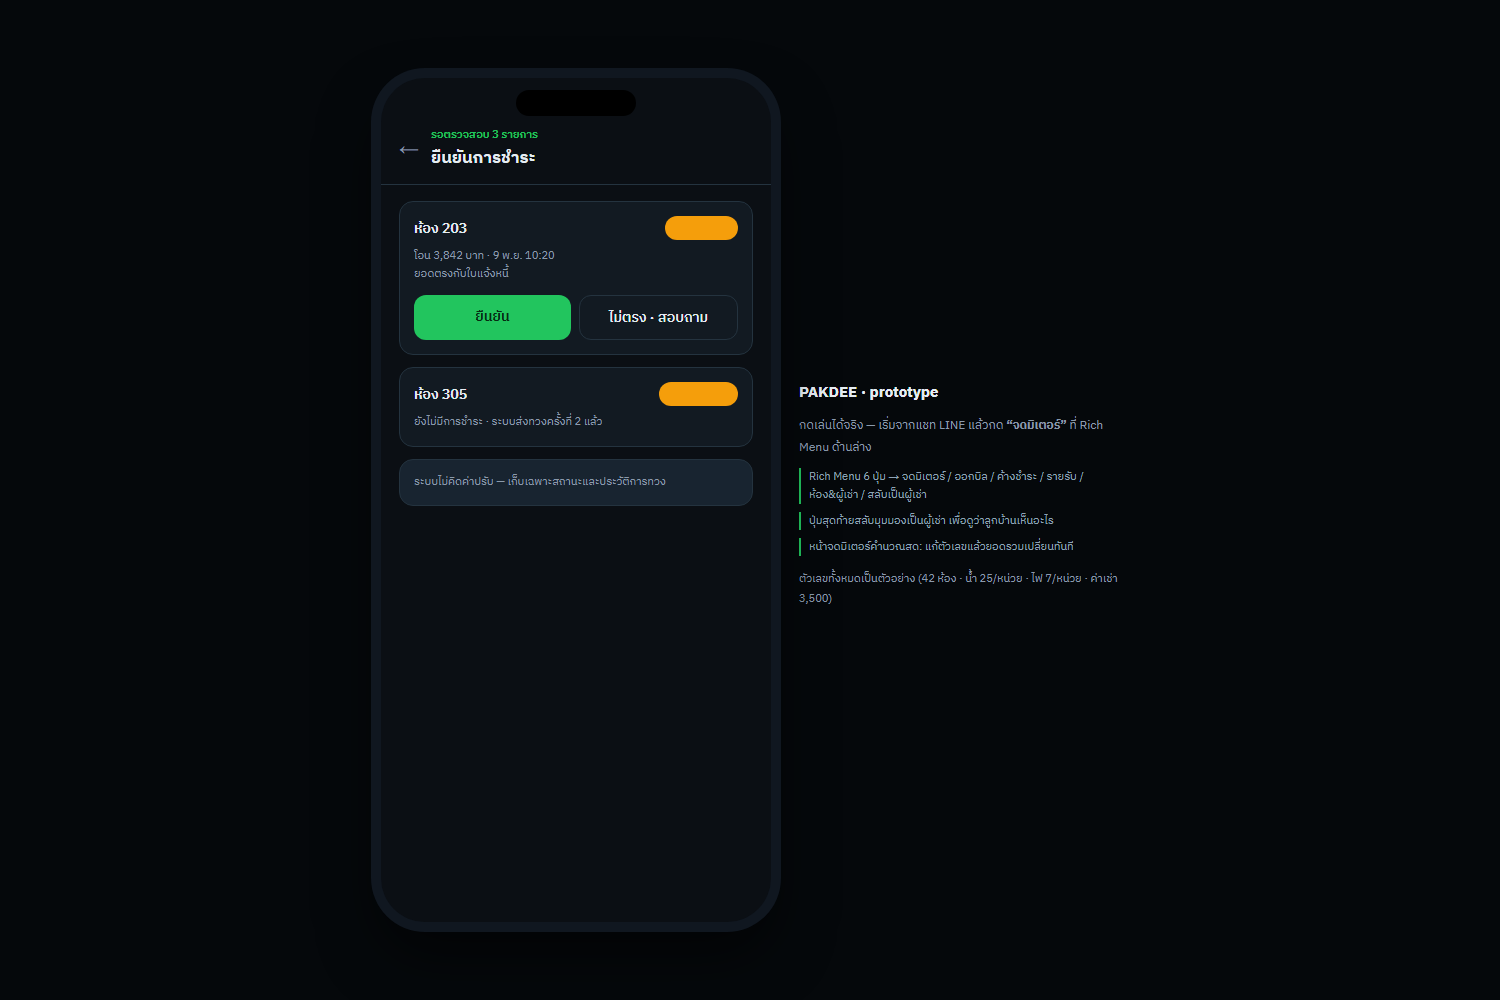 รอตรวจสอบ 3 รายการ
← ยืนยันการชำระ
ห้อง 203
โอน 3,842 บาท · 9 พ.ย. 10:20
ยอดตรงกับใบแจ้งหนี้
ยืนยัน
ไม่ตรง · สอบถาม
ห้อง 305
ยังไม่มีการชำระ · ระบบส่งทวงครั้งที่ 2 แล้ว
ระบบไม่คิดค่าปรับ — เก็บเฉพาะสถานะและประวัติการทวง
PAKDEE · prototype
กดเล่นได้จริง — เริ่มจากแชท LINE แล้วกด “จดมิเตอร์” ที่ Rich
Menu ด้านล่าง
Rich Menu 6 ปุ่ม → จดมิเตอร์ / ออกบิล / ค้างชำระ / รายรับ /
ห้อง&ผู้เช่า / สลับเป็นผู้เช่า
ปุ่มสุดท้ายสลับมุมมองเป็นผู้เช่า เพื่อดูว่าลูกบ้านเห็นอะไร
หน้าจดมิเตอร์คำนวณสด: แก้ตัวเลขแล้วยอดรวมเปลี่ยนทันที
ตัวเลขทั้งหมดเป็นตัวอย่าง (42 ห้อง · น้ำ 25/หน่วย · ไฟ 7/หน่วย · ค่าเช่า
3,500)